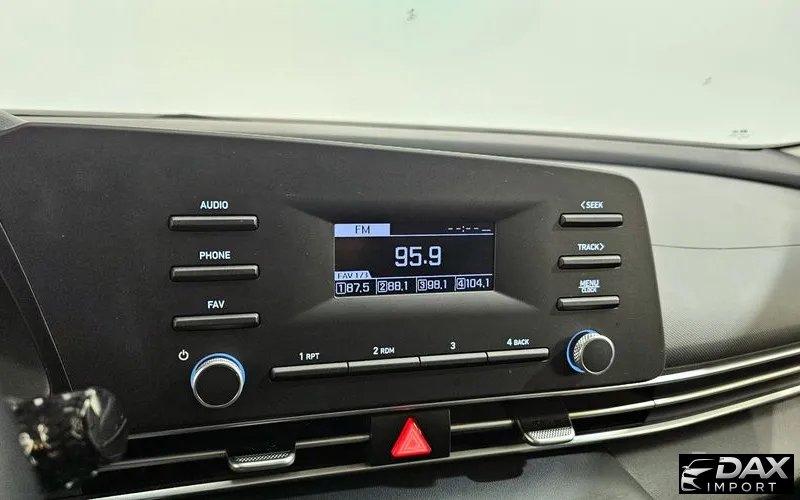 AUDIO
PHONE
FAV
FM --:--
95.9
FAV 1/3
1 87.5 2 88.1 3 98.1 4 104.1
<SEEK
TRACK>
MENU
CLOCK
1 RPT 2 RDM 3 4 BACK
DAX
IMPORT